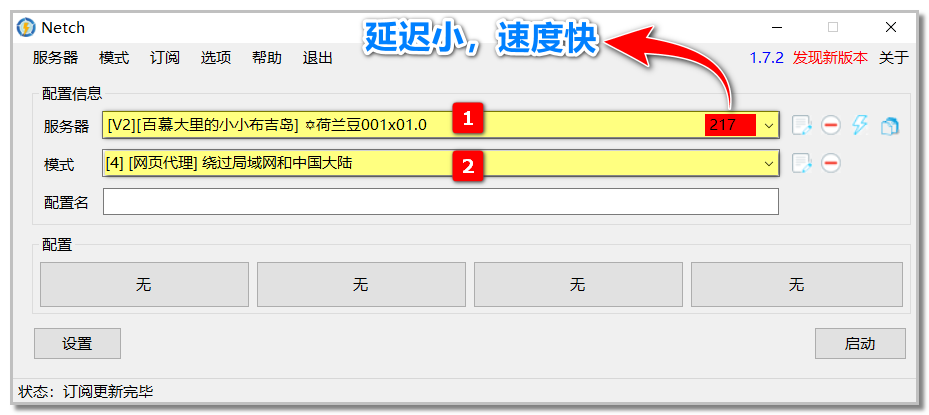 Netch
延迟小，速度快
服务器 模式 订阅 选项 帮助 退出 1.7.2 发现新版本 关于
配置信息
服务器 [V2][百慕大里的小小布吉岛] ✡荷兰豆001x01.0 1 217
模式 [4] [网页代理] 绕过局域网和中国大陆 2
配置名
配置
无 无 无 无
设置 启动
状态：订阅更新完毕